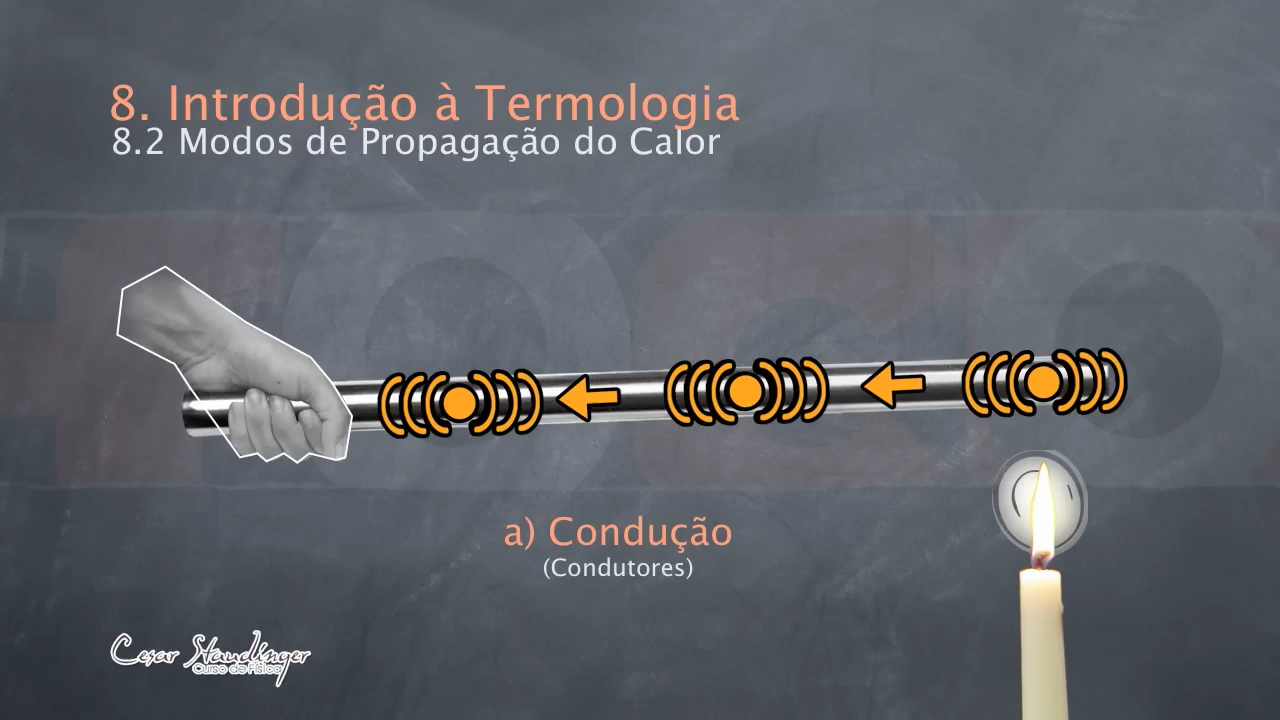 8. Introdução à Termologia
8.2 Modos de Propagação do Calor
a) Condução
(Condutores)
Cesar Staudinger
Curso de Física